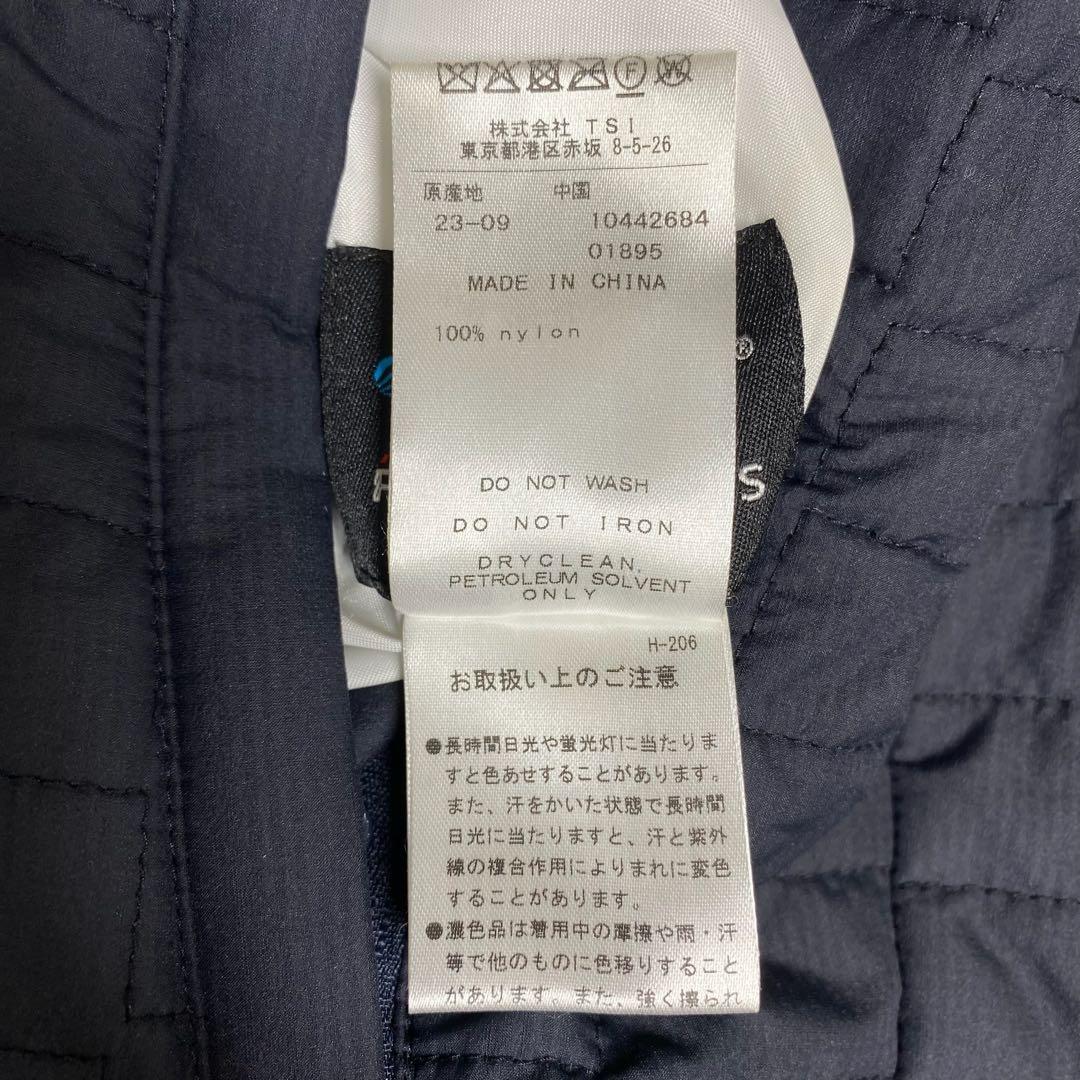 F W
株式会社 TSI
東京都港区赤坂 8-5-26
原産地 中国
23-09 10442684
01895
MADE IN CHINA
100% nylon
®
S
DO NOT WASH
DO NOT IRON
DRYCLEAN,
PETROLEUM SOLVENT
ONLY
H-206
お取扱い上のご注意
●長時間日光や蛍光灯に当たりま
すと色あせすることがあります。
また、汗をかいた状態で長時間
日光に当たりますと、汗と紫外
線の複合作用によりまれに変色
することがあります。
●濃色品は着用中の摩擦や雨・汗
等で他のものに色移りすること
があります。また、強く擦られ